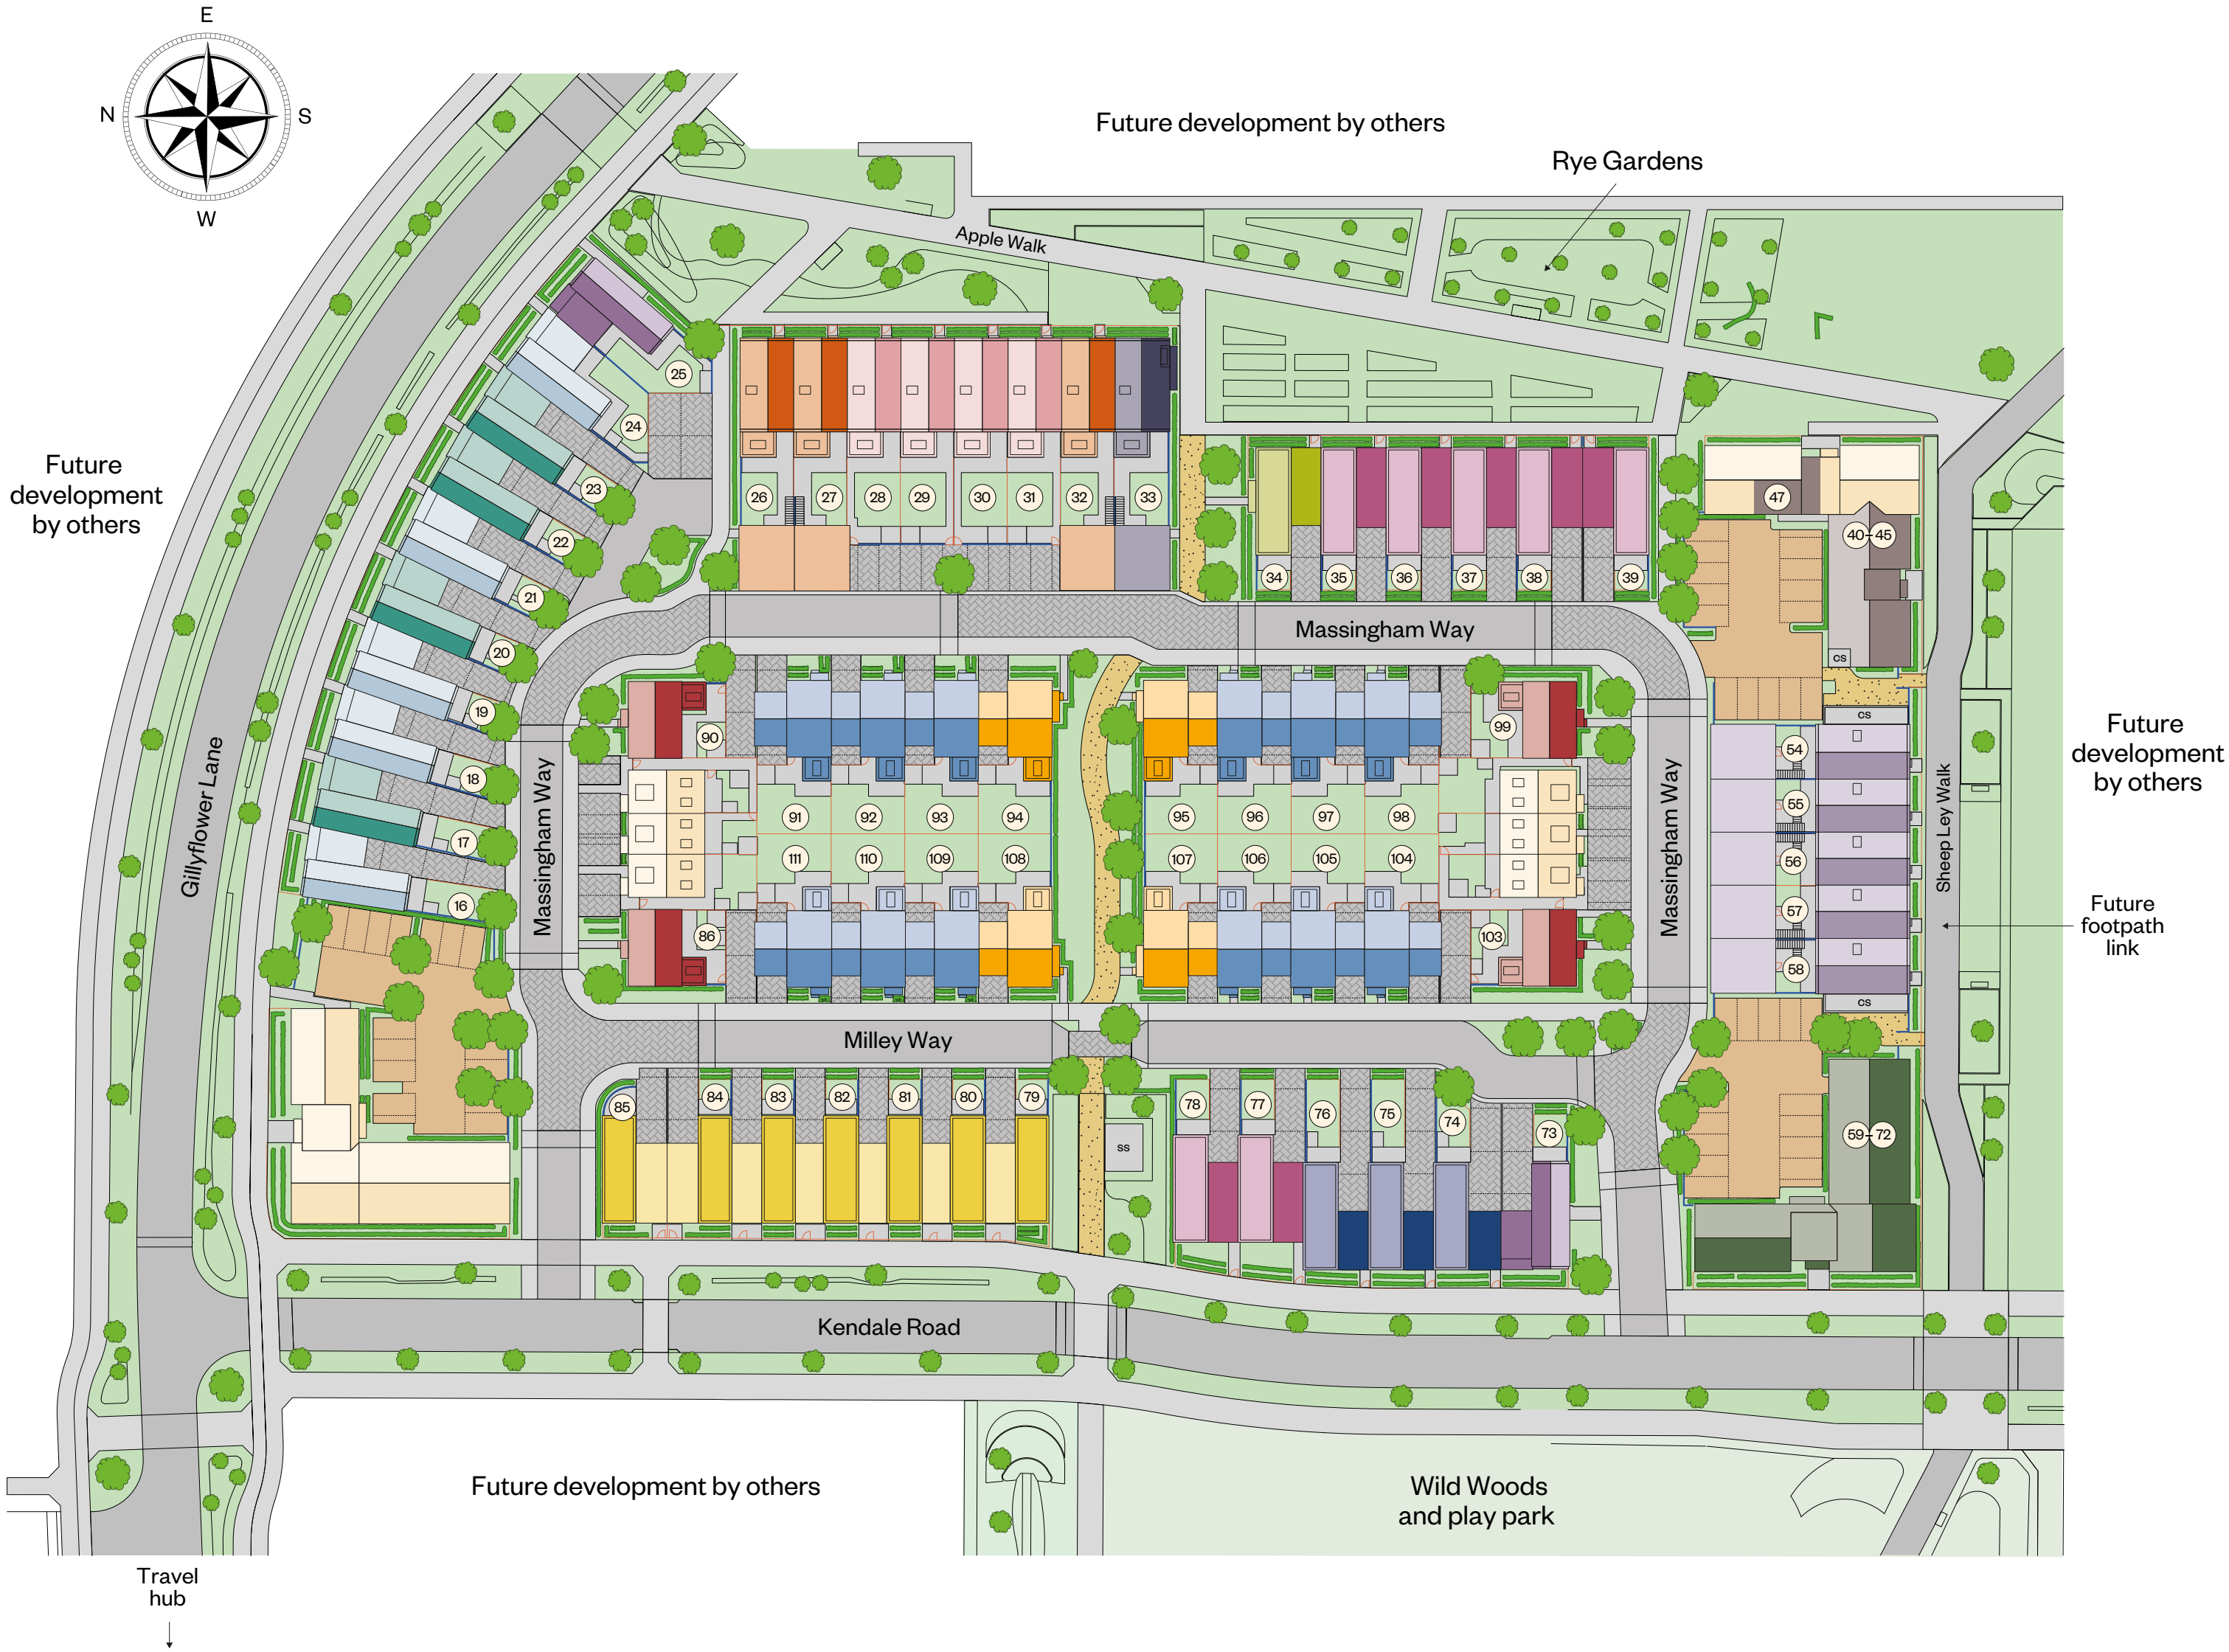 E
N
S
W
Future development by others
Rye Gardens
Apple Walk
Future
development
by others
25
24
23
22
21
20
19
18
17
16
26
27
28
29
30
31
32
33
34
35
36
37
38
39
47
40-45
CS
Massingham Way
Gillyflower Lane
Massingham Way
90
91
92
93
94
95
96
97
98
99
111
110
109
108
107
106
105
104
86
103
Massingham Way
CS
54
55
56
57
58
CS
Sheep Ley Walk
Future
development
by others
Future
footpath
link
Milley Way
85
84
83
82
81
80
79
SS
78
77
76
75
74
73
59-72
Kendale Road
Future development by others
Wild Woods
and play park
Travel
hub